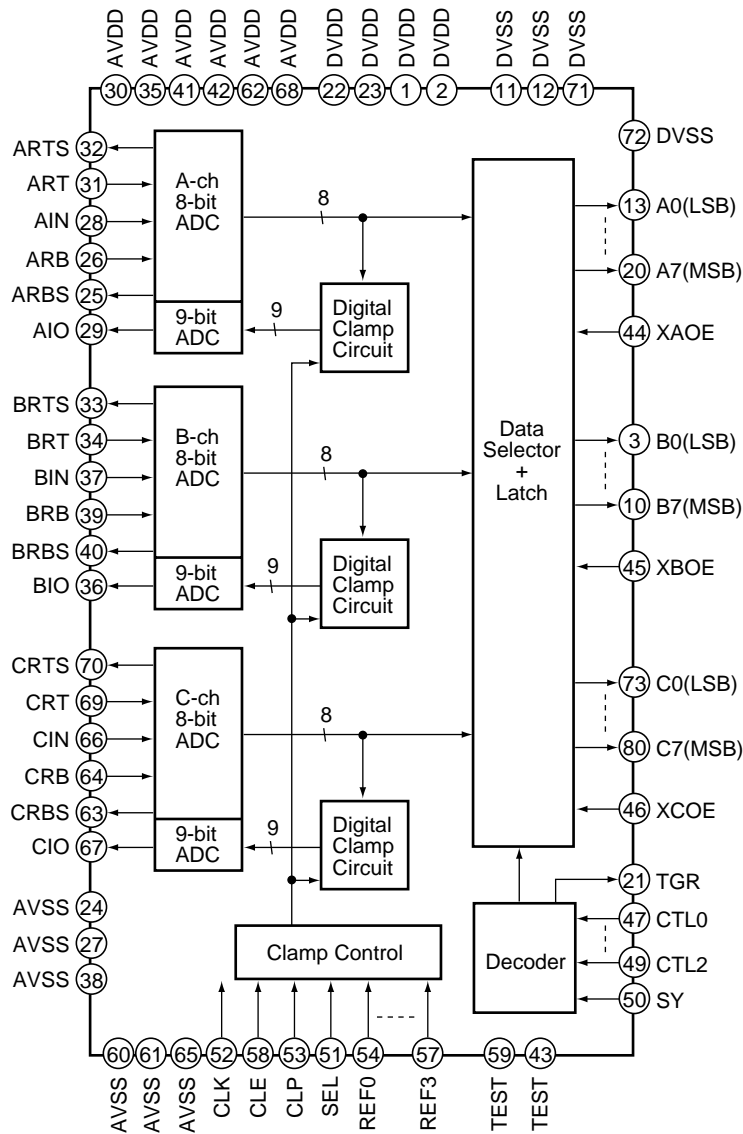 AVDD AVDD AVDD AVDD AVDD AVDD DVDD DVDD DVDD DVDD DVSS DVSS DVSS
30 35 41 42 62 68 22 23 1 2 11 12 71
72 DVSS
ARTS 32
ART 31
AIN 28
ARB 26
ARBS 25
AIO 29
A-ch
8-bit
ADC
9-bit
ADC
8
9
Digital
Clamp
Circuit
13 A0(LSB)
20 A7(MSB)
44 XAOE
BRTS 33
BRT 34
BIN 37
BRB 39
BRBS 40
BIO 36
B-ch
8-bit
ADC
9-bit
ADC
8
9
Digital
Clamp
Circuit
Data
Selector
+
Latch
3 B0(LSB)
10 B7(MSB)
45 XBOE
CRTS 70
CRT 69
CIN 66
CRB 64
CRBS 63
CIO 67
C-ch
8-bit
ADC
9-bit
ADC
8
9
Digital
Clamp
Circuit
73 C0(LSB)
80 C7(MSB)
46 XCOE
AVSS 24
AVSS 27
AVSS 38
Clamp Control
Decoder
21 TGR
47 CTL0
49 CTL2
50 SY
60 61 65 52 58 53 51 54 57 59 43
AVSS AVSS AVSS CLK CLE CLP SEL REF0 REF3 TEST TEST